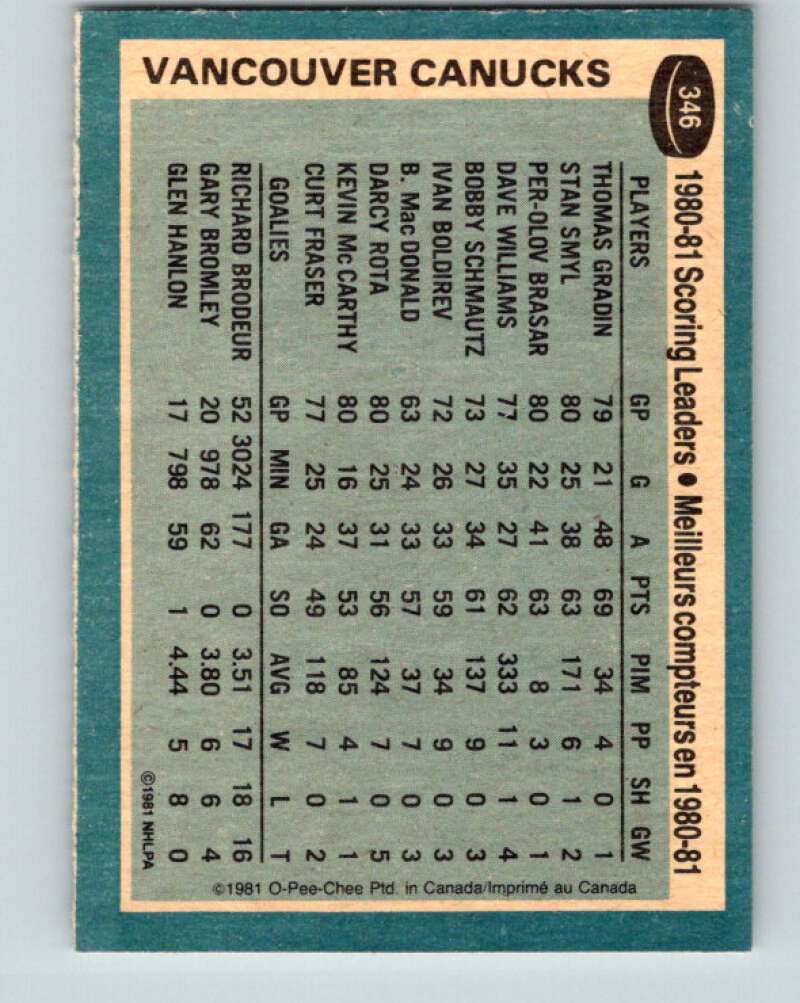 VANCOUVER CANUCKS
346
1980-81 Scoring Leaders • Meilleurs compteurs en 1980-81
PLAYERS GP G A PTS PIM PP SH GW
THOMAS GRADIN 79 21 48 69 34 4 0 1
STAN SMYL 80 25 38 63 171 6 1 2
PER-OLOV BRASAR 80 22 41 63 8 3 0 1
DAVE WILLIAMS 77 35 27 62 333 11 1 4
BOBBY SCHMAUTZ 73 27 34 61 137 9 0 3
IVAN BOLDIREV 72 26 33 59 34 9 0 3
B. Mac DONALD 63 24 33 57 37 7 0 3
DARCY ROTA 80 25 31 56 124 7 0 5
KEVIN Mc CARTHY 80 16 37 53 85 4 1 1
CURT FRASER 77 25 24 49 118 7 0 2
GOALIES GP MIN GA SO AVG W L T
RICHARD BRODEUR 52 3024 177 0 3.51 17 18 16
GARY BROMLEY 20 978 62 0 3.80 6 6 4
GLEN HANLON 17 798 59 1 4.44 5 8 0
©1981 NHLPA
©1981 O-Pee-Chee Ptd. in Canada/Imprimé au Canada